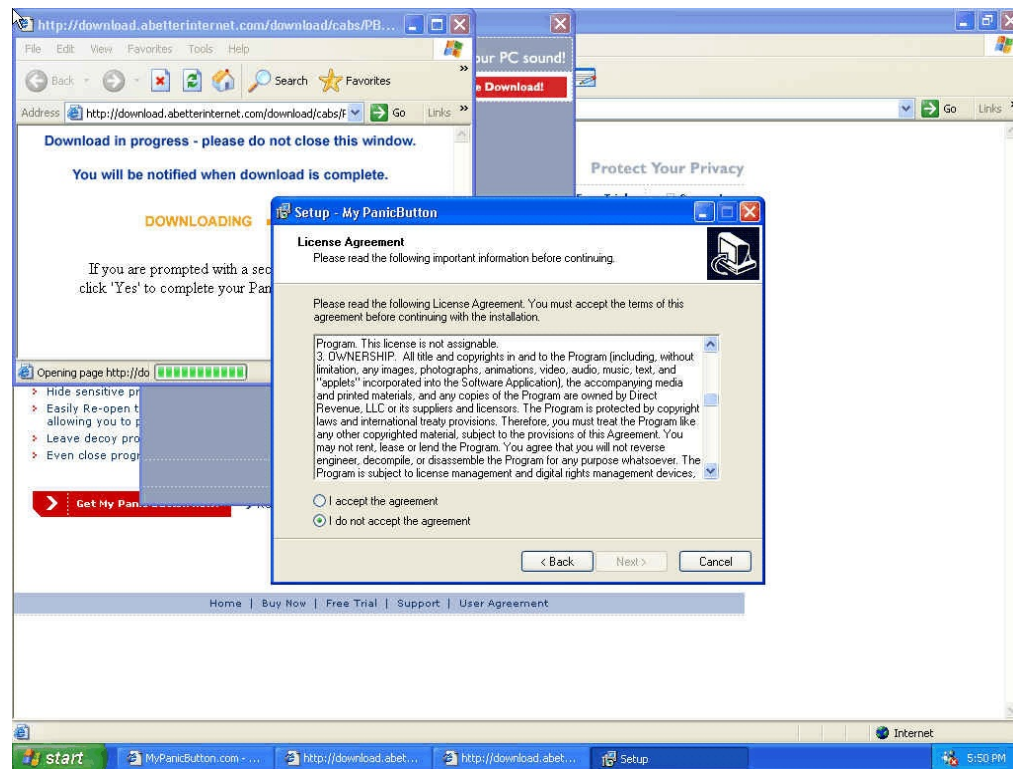 http://download.abetterinternet.com/download/cabs/PB...
File Edit View Favorites Tools Help
Back
Search
Favorites
Address
http://download.abetterinternet.com/download/cabs/F
Go
Links
Download in progress - please do not close this window.
You will be notified when download is complete.
DOWNLOADING
If you are prompted with a sec
click 'Yes' to complete your Pan
Opening page http://do
our PC sound!
e Download!
Go
Links
Protect Your Privacy
Setup - My PanicButton
License Agreement
Please read the following important information before continuing.
Please read the following License Agreement. You must accept the terms of this
agreement before continuing with the installation.
Program. This license is not assignable.
3. OWNERSHIP. All title and copyrights in and to the Program (including, without
limitation, any images, photographs, animations, video, audio, music, text, and
"applets" incorporated into the Software Application), the accompanying media
and printed materials, and any copies of the Program are owned by Direct
Revenue, LLC or its suppliers and licensors. The Program is protected by copyright
laws and international treaty provisions. Therefore, you must treat the Program like
any other copyrighted material, subject to the provisions of this Agreement. You
may not rent, lease or lend the Program. You agree that you will not reverse
engineer, decompile, or disassemble the Program for any purpose whatsoever. The
Program is subject to license management and digital rights management devices,
I accept the agreement
I do not accept the agreement
< Back
Next >
Cancel
Hide sensitive pr
Easily Re-open t
allowing you to p
Leave decoy pro
Even close progr
Get My Pan
Home | Buy Now | Free Trial | Support | User Agreement
Internet
start
MyPanicButton.com - ...
http://download.abet...
http://download.abet...
Setup
5:50 PM